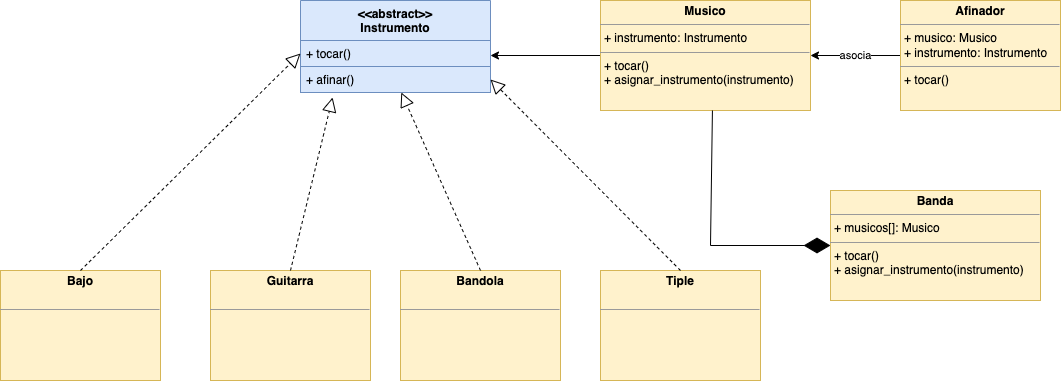 <<abstract>>
Instrumento
+ tocar()
+ afinar()
Musico
+ instrumento: Instrumento
+ tocar()
+ asignar_instrumento(instrumento)
asocia
Afinador
+ musico: Musico
+ instrumento: Instrumento
+ tocar()
Banda
+ musicos[]: Musico
+ tocar()
+ asignar_instrumento(instrumento)
Bajo
Guitarra
Bandola
Tiple